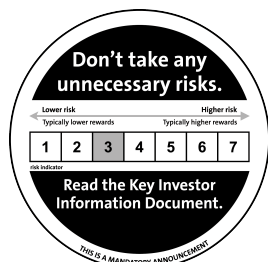 Don't take any
unnecessary risks.
Lower risk Higher risk
Typically lower rewards Typically higher rewards
1 2 3 4 5 6 7
risk indicator
Read the Key Investor
Information Document.
THIS IS A MANDATORY ANNOUNCEMENT